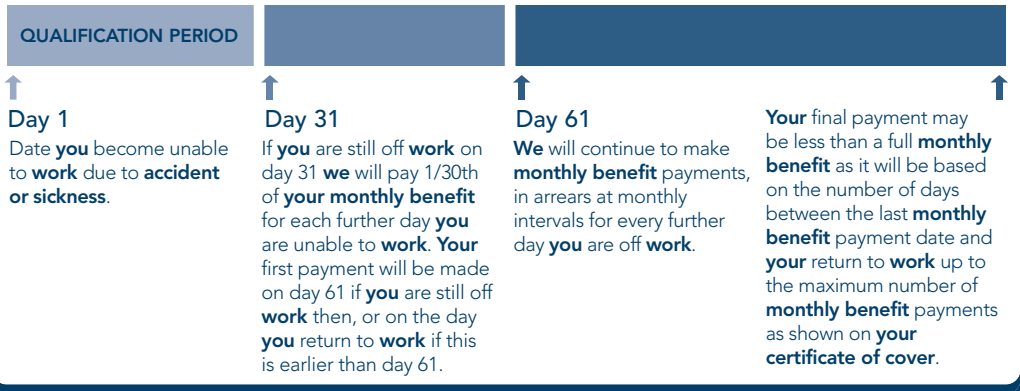 QUALIFICATION PERIOD
Day 1
Date you become unable
to work due to accident
or sickness.
Day 31
If you are still off work on
day 31 we will pay 1/30th
of your monthly benefit
for each further day you
are unable to work. Your
first payment will be made
on day 61 if you are still off
work then, or on the day
you return to work if this
is earlier than day 61.
Day 61
We will continue to make
monthly benefit payments,
in arrears at monthly
intervals for every further
day you are off work.
Your final payment may
be less than a full monthly
benefit as it will be based
on the number of days
between the last monthly
benefit payment date and
your return to work up to
the maximum number of
monthly benefit payments
as shown on your
certificate of cover.